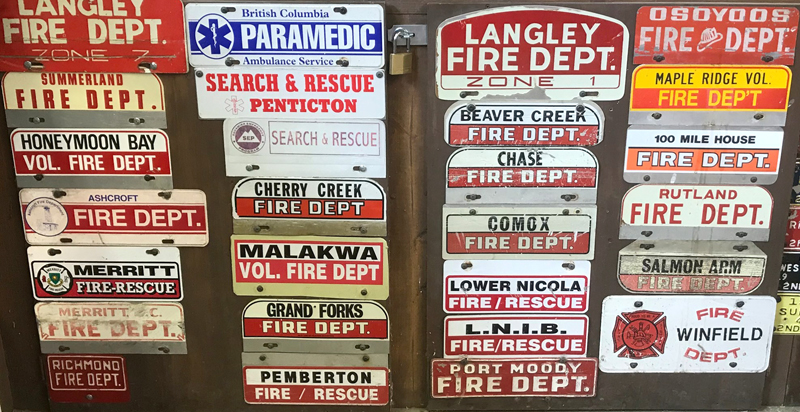 LANGLEY
FIRE DEPT.
ZONE 7
SUMMERLAND
FIRE DEPT.
HONEYMOON BAY
VOL. FIRE DEPT.
ASHCROFT
FIRE DEPT.
MERRITT
FIRE-RESCUE
MERRITT, B.C.
FIRE DEPT.
RICHMOND
FIRE DEPT.
British Columbia
PARAMEDIC
Ambulance Service
SEARCH & RESCUE
PENTICTON
SEP
SEARCH & RESCUE
CHERRY CREEK
FIRE DEPT
MALAKWA
VOL. FIRE DEPT
GRAND FORKS
FIRE DEPT.
PEMBERTON
FIRE / RESCUE
LANGLEY
FIRE DEPT.
ZONE 1
BEAVER CREEK
FIRE DEPT.
CHASE
FIRE DEPT.
COMOX
FIRE DEPT.
LOWER NICOLA
FIRE / RESCUE
L.N.I.B.
FIRE/RESCUE
PORT MOODY
FIRE DEPT.
OSOYOOS
FIRE DEPT.
MAPLE RIDGE VOL.
FIRE DEP'T
100 MILE HOUSE
FIRE DEPT.
RUTLAND
FIRE DEPT.
SALMON ARM
FIRE DEPT.
FIRE
WINFIELD
DEPT.